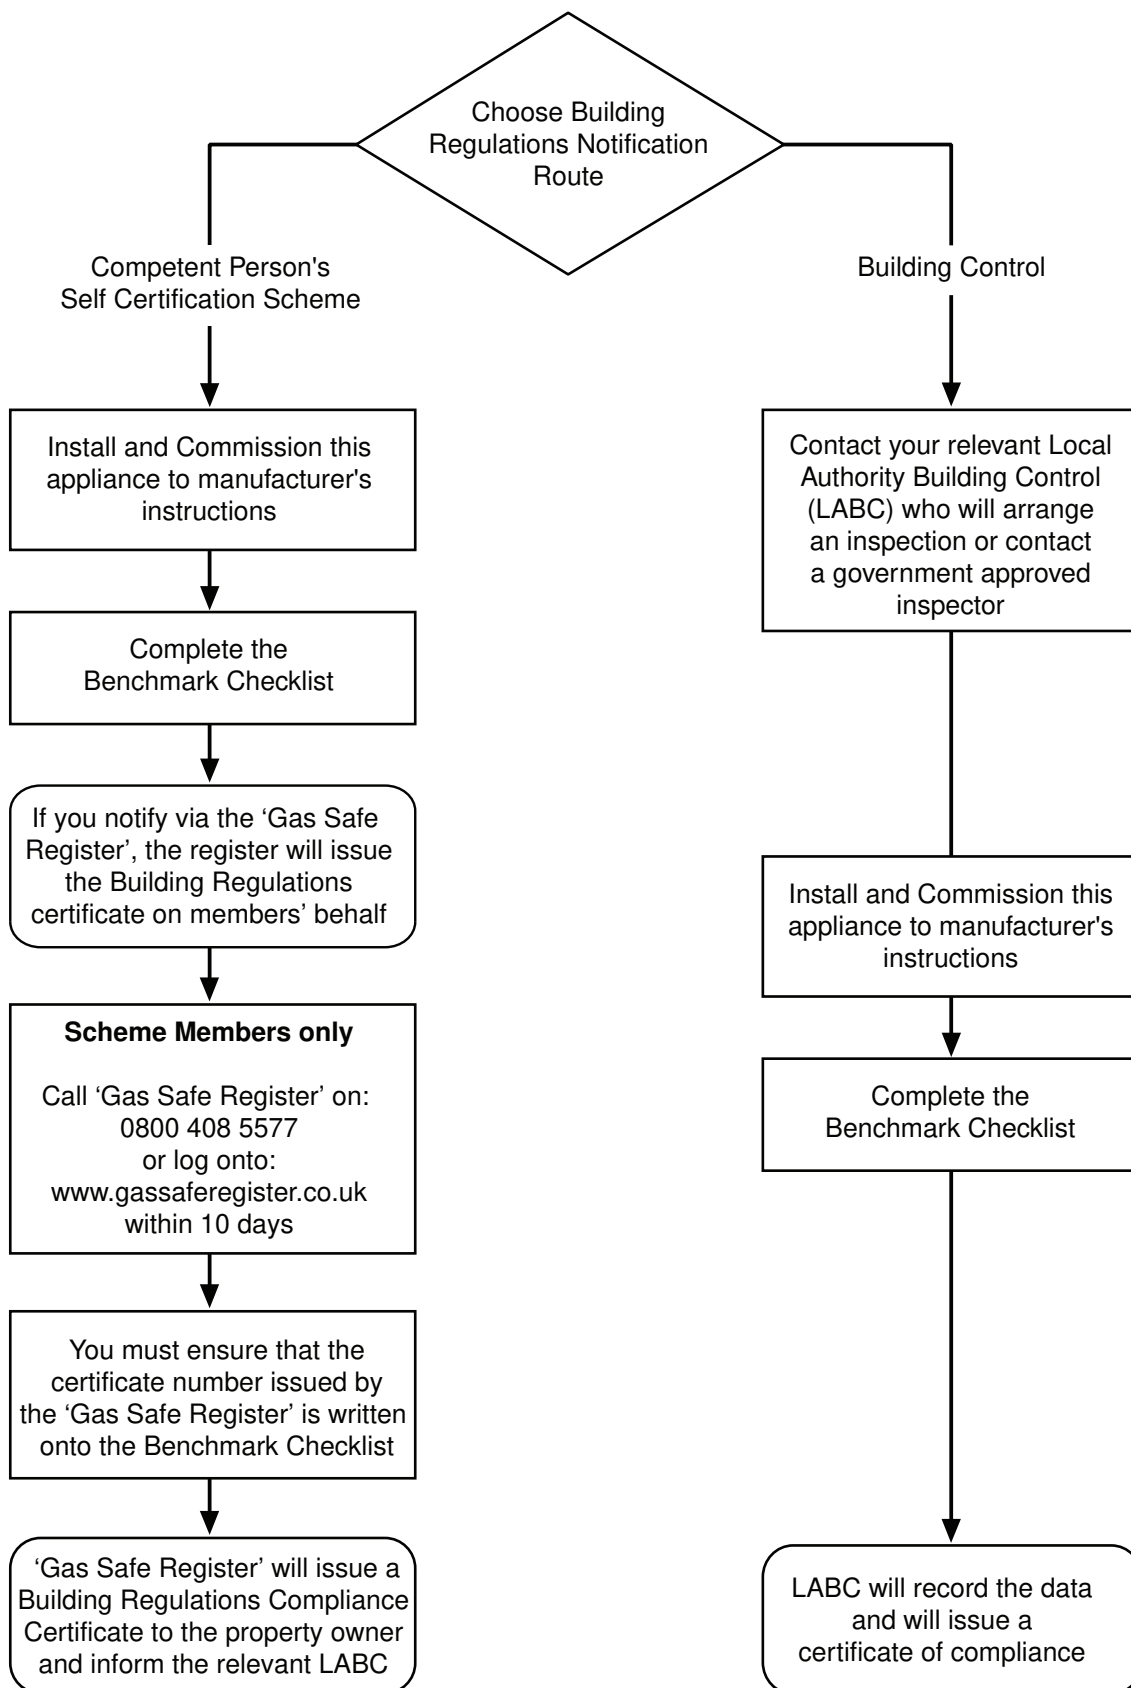 Choose Building
Regulations Notification
Route
Competent Person's
Self Certification Scheme
Install and Commission this
appliance to manufacturer's
instructions
Complete the
Benchmark Checklist
If you notify via the ‘Gas Safe
Register’, the register will issue
the Building Regulations
certificate on members’ behalf
Scheme Members only
Call ‘Gas Safe Register’ on:
0800 408 5577
or log onto:
www.gassaferegister.co.uk
within 10 days
You must ensure that the
certificate number issued by
the ‘Gas Safe Register’ is written
onto the Benchmark Checklist
‘Gas Safe Register’ will issue a
Building Regulations Compliance
Certificate to the property owner
and inform the relevant LABC
Building Control
Contact your relevant Local
Authority Building Control
(LABC) who will arrange
an inspection or contact
a government approved
inspector
Install and Commission this
appliance to manufacturer's
instructions
Complete the
Benchmark Checklist
LABC will record the data
and will issue a
certificate of compliance